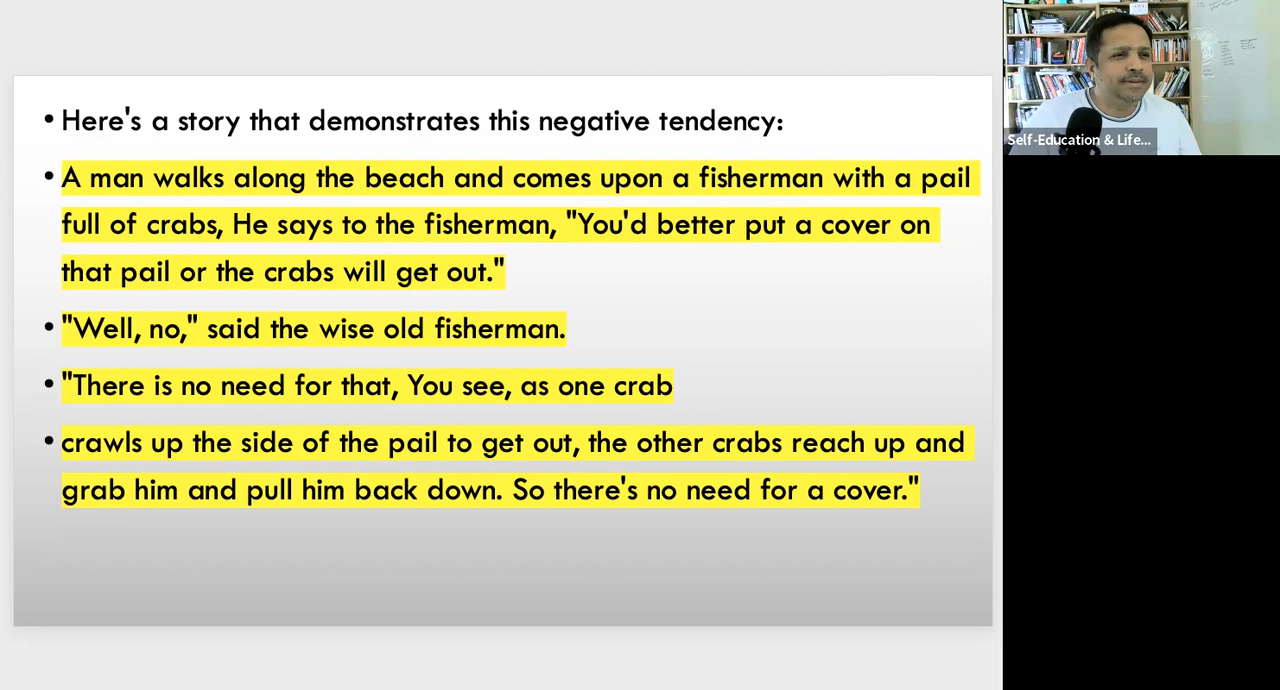 • Here's a story that demonstrates this negative tendency:
• A man walks along the beach and comes upon a fisherman with a pail
full of crabs, He says to the fisherman, "You'd better put a cover on
that pail or the crabs will get out."
• "Well, no," said the wise old fisherman.
• "There is no need for that, You see, as one crab
• crawls up the side of the pail to get out, the other crabs reach up and
grab him and pull him back down. So there's no need for a cover."
Self-Education & Life...